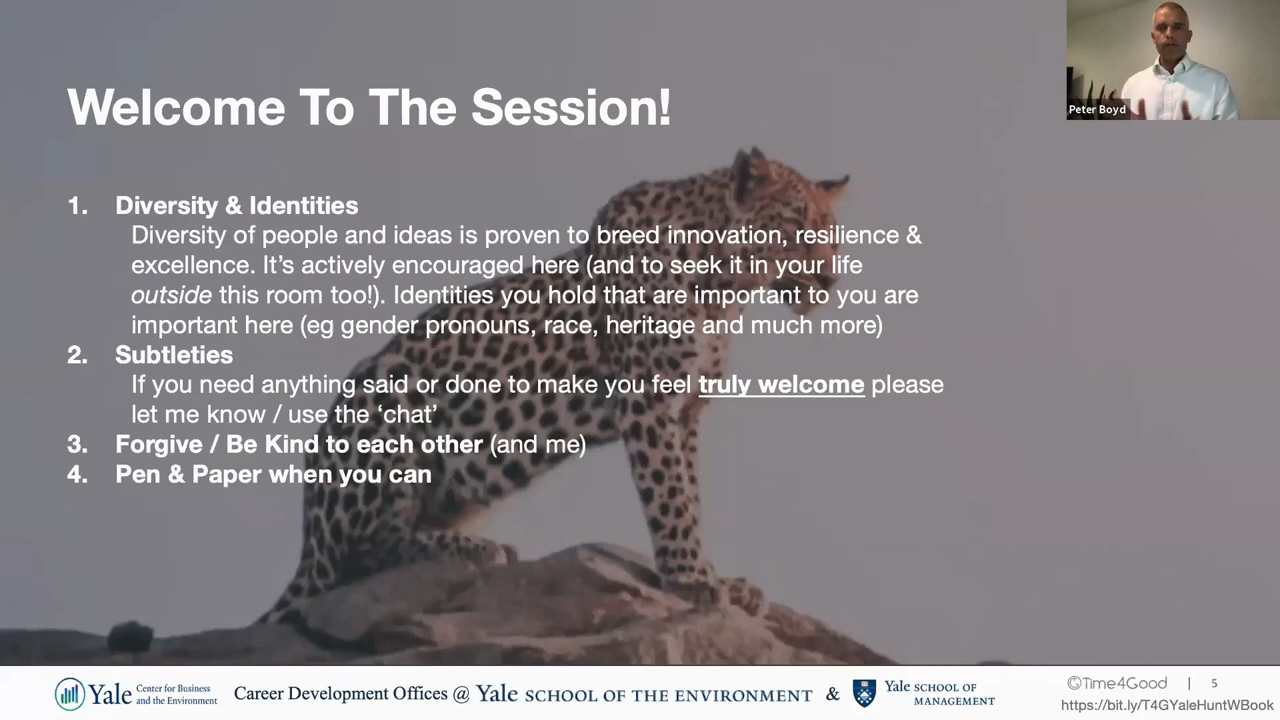 Welcome To The Session!
Peter Boyd
1. Diversity & Identities
Diversity of people and ideas is proven to breed innovation, resilience &
excellence. It’s actively encouraged here (and to seek it in your life
outside this room too!). Identities you hold that are important to you are
important here (eg gender pronouns, race, heritage and much more)
2. Subtleties
If you need anything said or done to make you feel truly welcome please
let me know / use the ‘chat’
3. Forgive / Be Kind to each other (and me)
4. Pen & Paper when you can
Yale Center for Business
and the Environment
Career Development Offices @ Yale SCHOOL OF THE ENVIRONMENT &
Yale SCHOOL OF
MANAGEMENT
©Time4Good | 5
https://bit.ly/T4GYaleHuntWBook